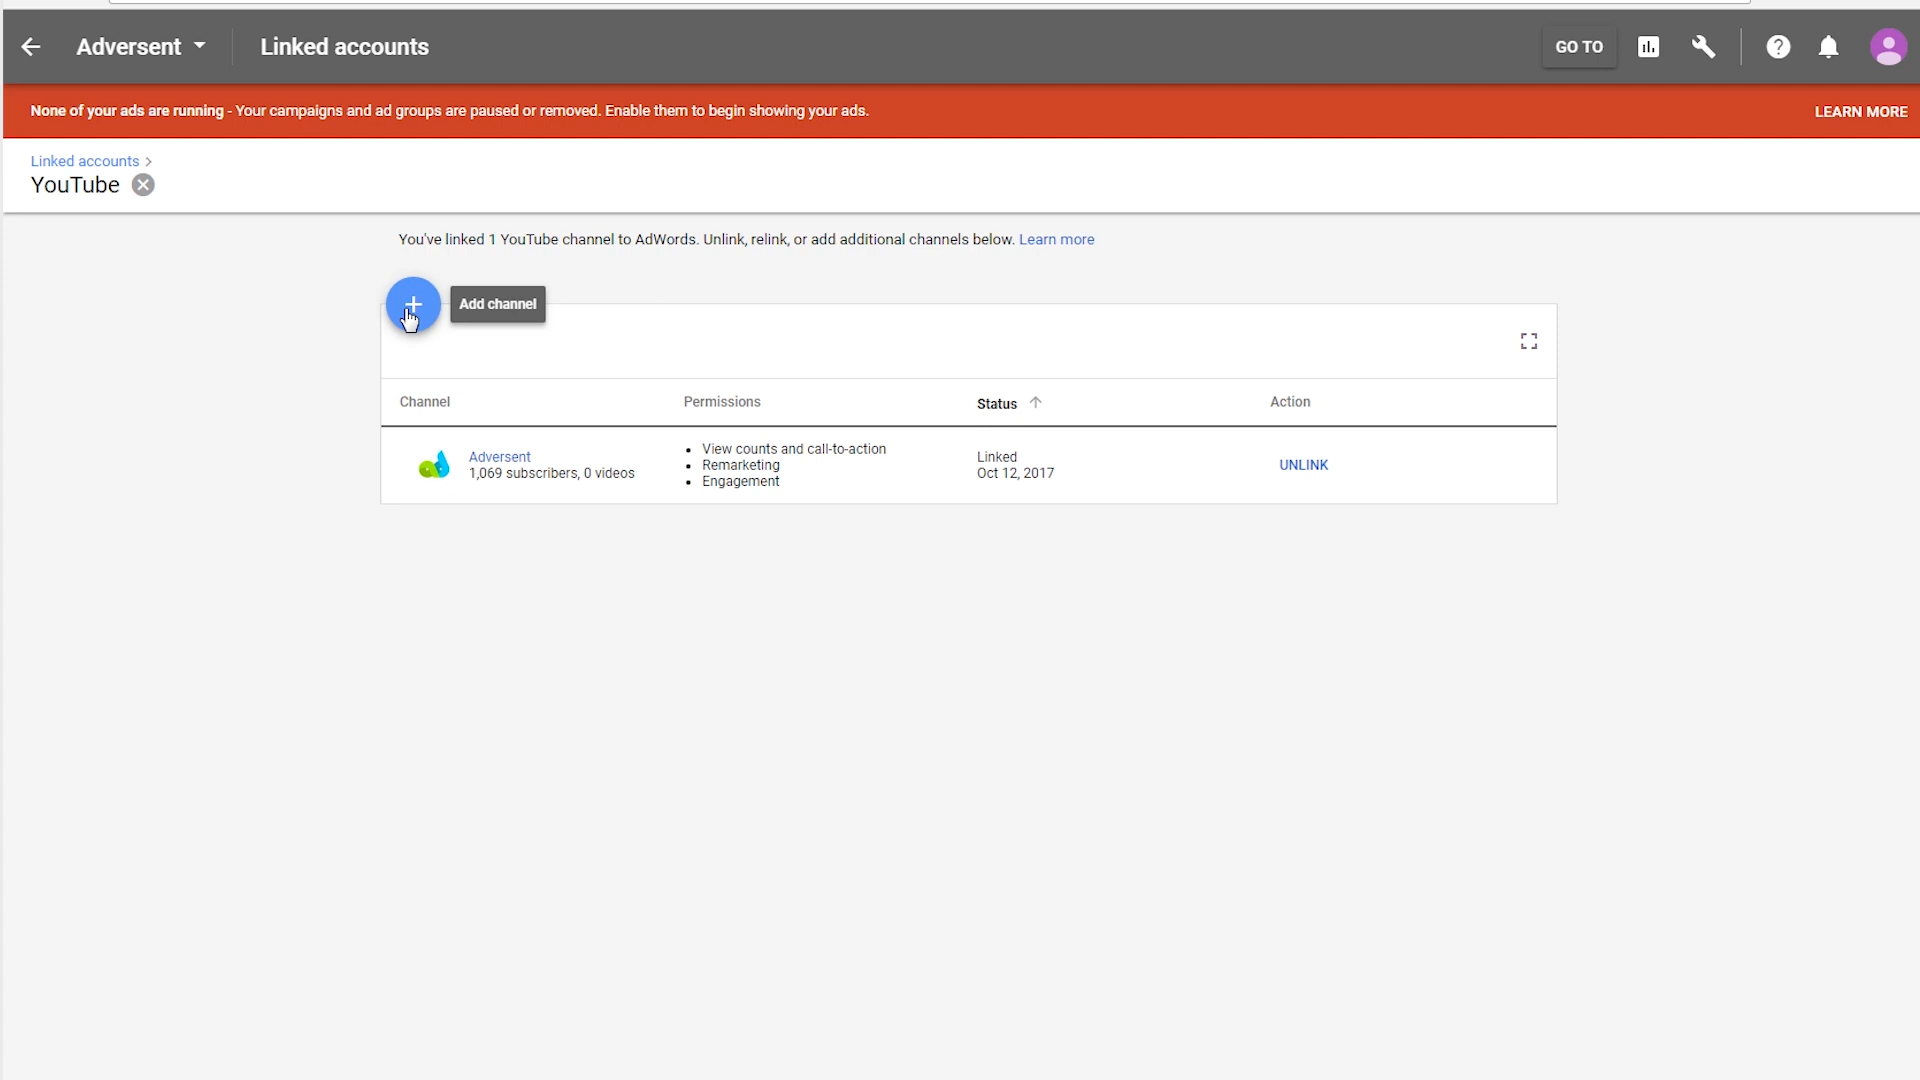 Adversent
Linked accounts
GO TO
None of your ads are running - Your campaigns and ad groups are paused or removed. Enable them to begin showing your ads.
LEARN MORE
Linked accounts >
YouTube
You've linked 1 YouTube channel to AdWords. Unlink, relink, or add additional channels below. Learn more
Add channel
Channel
Permissions
Status
Action
Adversent
1,069 subscribers, 0 videos
• View counts and call-to-action
• Remarketing
• Engagement
Linked
Oct 12, 2017
UNLINK